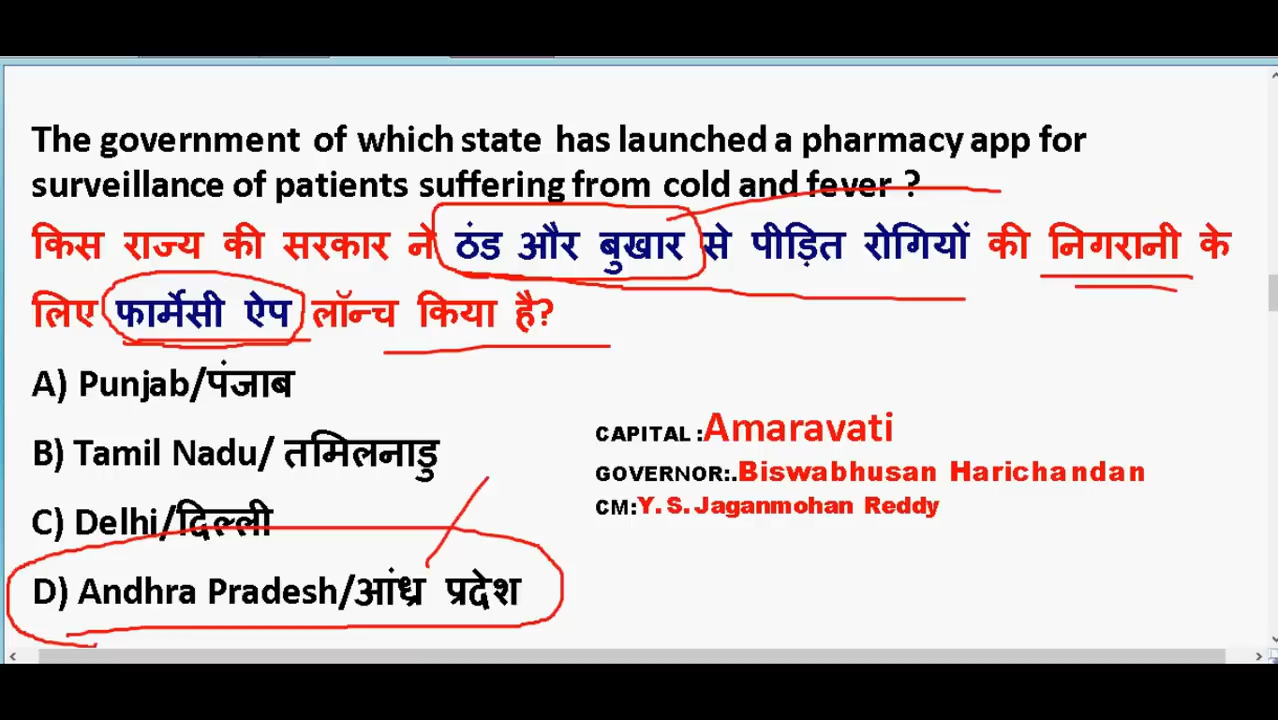 The government of which state has launched a pharmacy app for
surveillance of patients suffering from cold and fever ?
किस राज्य की सरकार ने ठंड और बुखार से पीड़ित रोगियों की निगरानी के
लिए फार्मेसी ऐप लॉन्च किया है?
A) Punjab/पंजाब
B) Tamil Nadu/ तमिलनाडु
C) Delhi/दिल्ली
D) Andhra Pradesh/आंध्र प्रदेश
CAPITAL :Amaravati
GOVERNOR:.Biswabhusan Harichandan
CM:Y. S. Jaganmohan Reddy